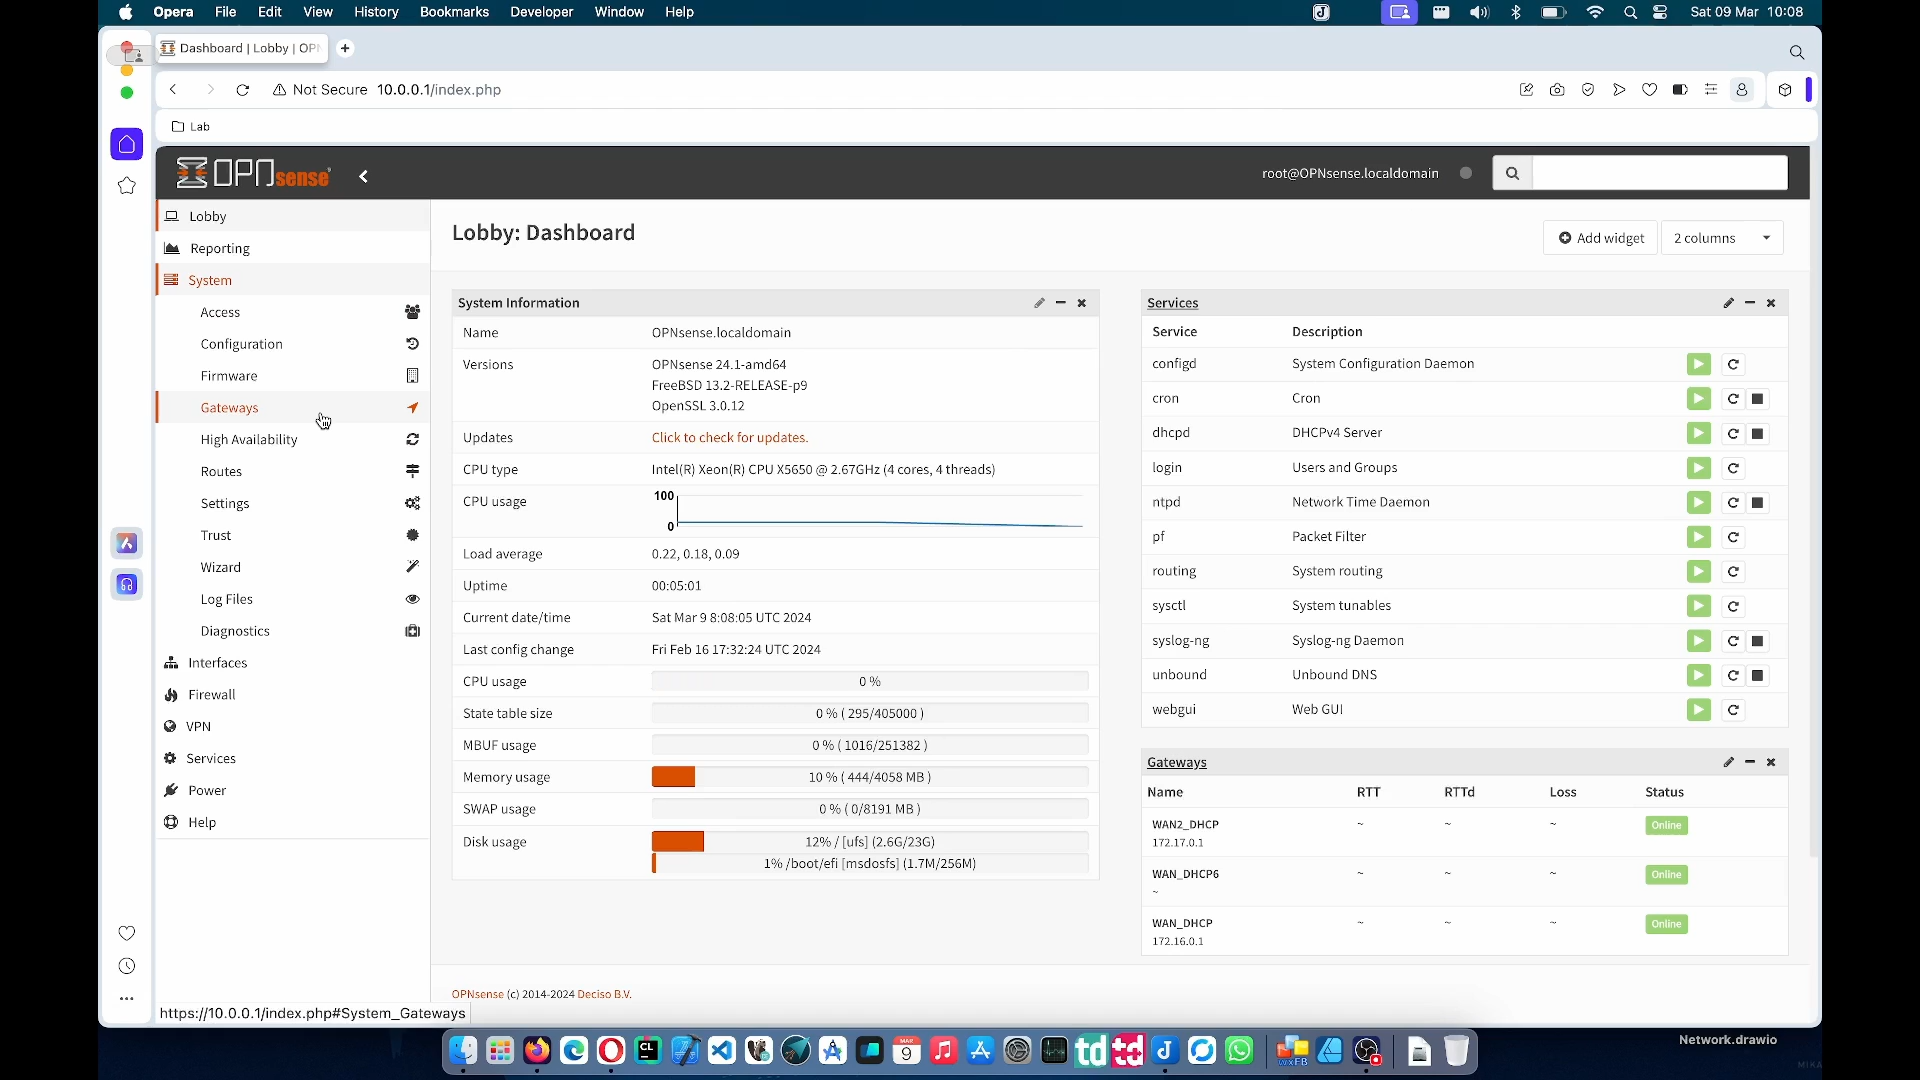 Opera File Edit View History Bookmarks Developer Window Help
Sat 09 Mar 10:08
Dashboard | Lobby | OPN
Not Secure 10.0.0.1/index.php
Lab
OPNsense
root@OPNsense.localdomain
Lobby
Reporting
System
Access
Configuration
Firmware
Gateways
High Availability
Routes
Settings
Trust
Wizard
Log Files
Diagnostics
Interfaces
Firewall
VPN
Services
Power
Help
https://10.0.0.1/index.php#System_Gateways
Lobby: Dashboard
Add widget
2 columns
System Information
Name OPNsense.localdomain
Versions OPNsense 24.1-amd64
FreeBSD 13.2-RELEASE-p9
OpenSSL 3.0.12
Updates Click to check for updates.
CPU type Intel(R) Xeon(R) CPU X5650 @ 2.67GHz (4 cores, 4 threads)
CPU usage 100
0
Load average 0.22, 0.18, 0.09
Uptime 00:05:01
Current date/time Sat Mar 9 8:08:05 UTC 2024
Last config change Fri Feb 16 17:32:24 UTC 2024
CPU usage 0 %
State table size 0 % ( 295/405000 )
MBUF usage 0 % ( 1016/251382 )
Memory usage 10 % ( 444/4058 MB )
SWAP usage 0 % ( 0/8191 MB )
Disk usage 12% / [ufs] (2.6G/23G)
1% /boot/efi [msdosfs] (1.7M/256M)
Services
Service Description
configd System Configuration Daemon
cron Cron
dhcpd DHCPv4 Server
login Users and Groups
ntpd Network Time Daemon
pf Packet Filter
routing System routing
sysctl System tunables
syslog-ng Syslog-ng Daemon
unbound Unbound DNS
webgui Web GUI
Gateways
Name RTT RTTd Loss Status
WAN2_DHCP ~ ~ ~ Online
172.17.0.1
WAN_DHCP6 ~ ~ ~ Online
~
WAN_DHCP ~ ~ ~ Online
172.16.0.1
OPNsense (c) 2014-2024 Deciso B.V.
CL
MAR
9
td
td
wxFB
Network.drawio